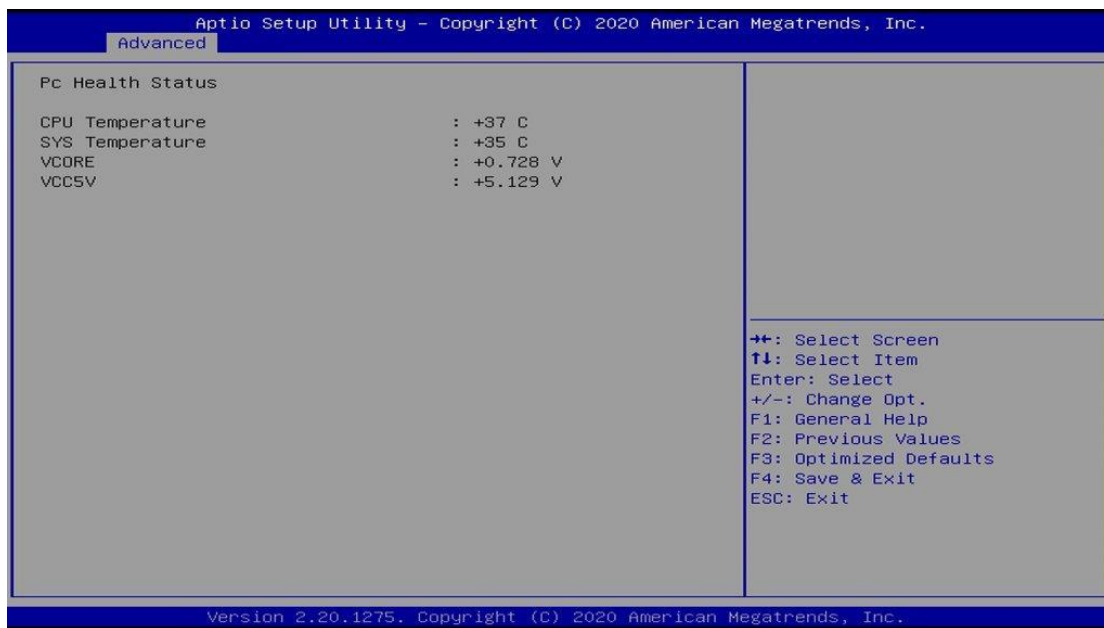 Aptio Setup Utility – Copyright (C) 2020 American Megatrends, Inc.
Advanced
Pc Health Status
CPU Temperature : +37 C
SYS Temperature : +35 C
VCORE : +0.728 V
VCC5V : +5.129 V
→←: Select Screen
↑↓: Select Item
Enter: Select
+/-: Change Opt.
F1: General Help
F2: Previous Values
F3: Optimized Defaults
F4: Save & Exit
ESC: Exit
Version 2.20.1275. Copyright (C) 2020 American Megatrends, Inc.